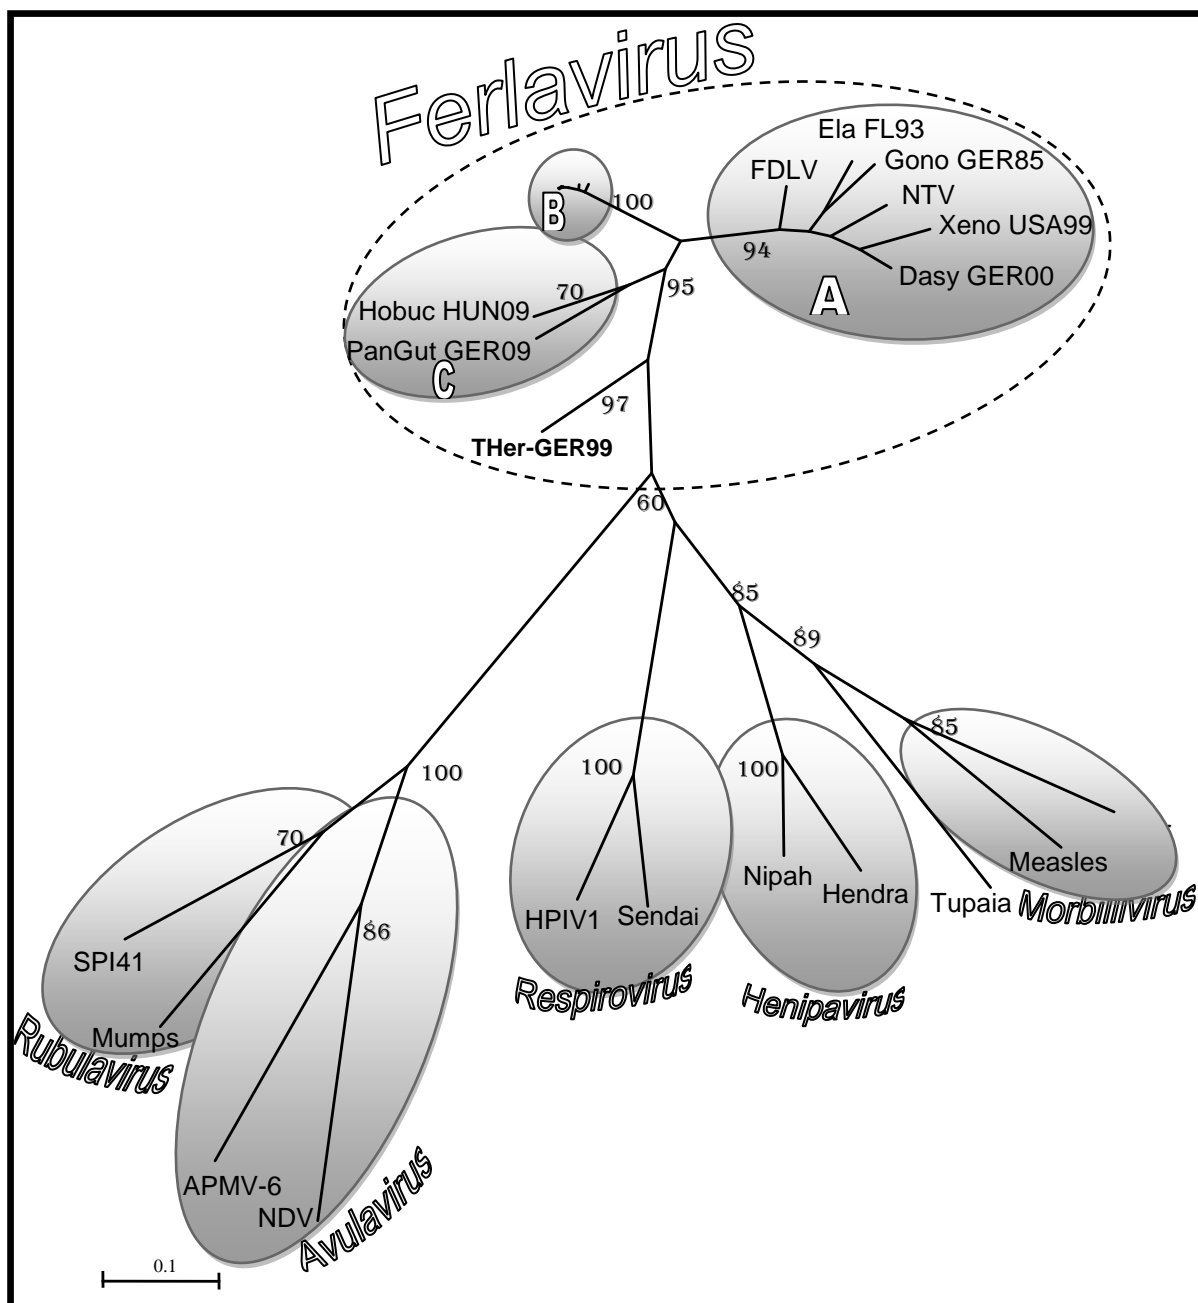 Ferlavirus
Ela FL93
Gono GER85
FDLV
NTV
B
100
Xeno USA99
94
Dasy GER00
95
70
A
Hobuc HUN09
PanGut GER09
C
97
THer-GER99
60
85
89
85
100
100
100
70
Measles
Nipah
Hendra
Tupaia
Morbillivirus
HPIV1
Sendai
86
SPI41
Respirovirus
Henipavirus
Mumps
Rubulavirus
APMV-6
NDV
Avulavirus
0.1